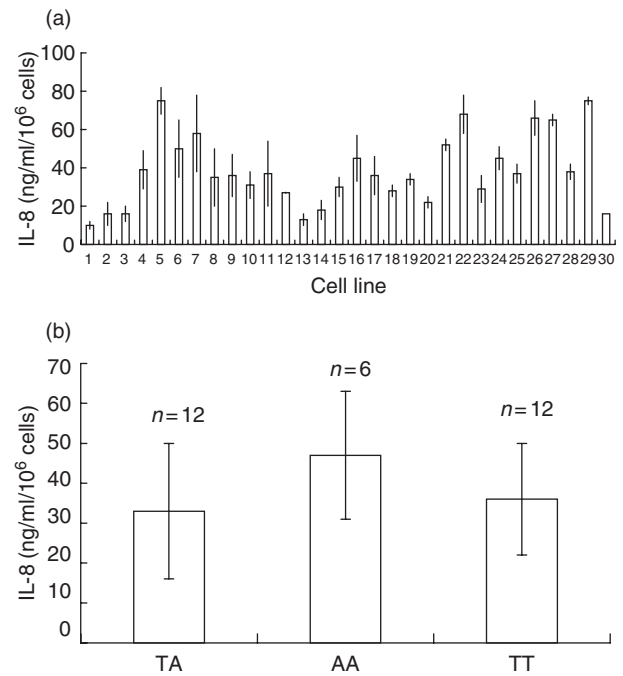 (a)
IL-8 (ng/ml/10⁶ cells)
100
80
60
40
20
0
1 2 3 4 5 6 7 8 9 10 11 12 13 14 15 16 17 18 19 20 21 22 23 24 25 26 27 28 29 30
Cell line
(b)
IL-8 (ng/ml/10⁶ cells)
70
60
50
40
30
20
10
0
n=12
n=6
n=12
TA AA TT